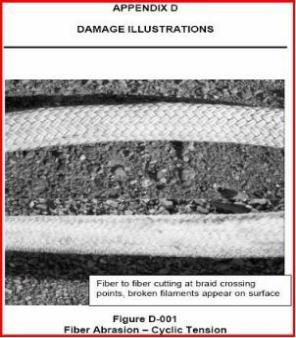 APPENDIX D
DAMAGE ILLUSTRATIONS
Fiber to fiber cutting at braid crossing
points, broken filaments appear on surface
Figure D-001
Fiber Abrasion – Cyclic Tension